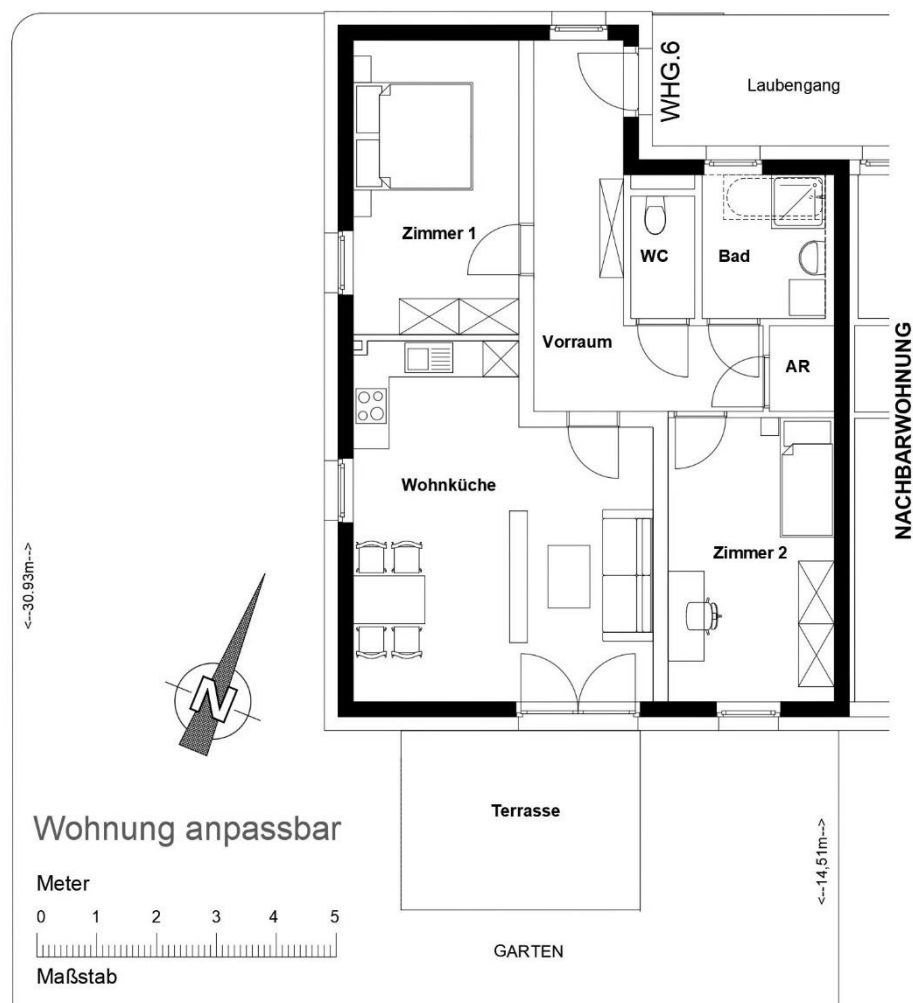 WHG.6
Laubengang
Zimmer 1
WC
Bad
Vorraum
AR
NACHBARWOHNUNG
Wohnküche
Zimmer 2
<--30.93m-->
N
Terrasse
<--14,51m-->
Wohnung anpassbar
Meter
0 1 2 3 4 5
Maßstab
GARTEN